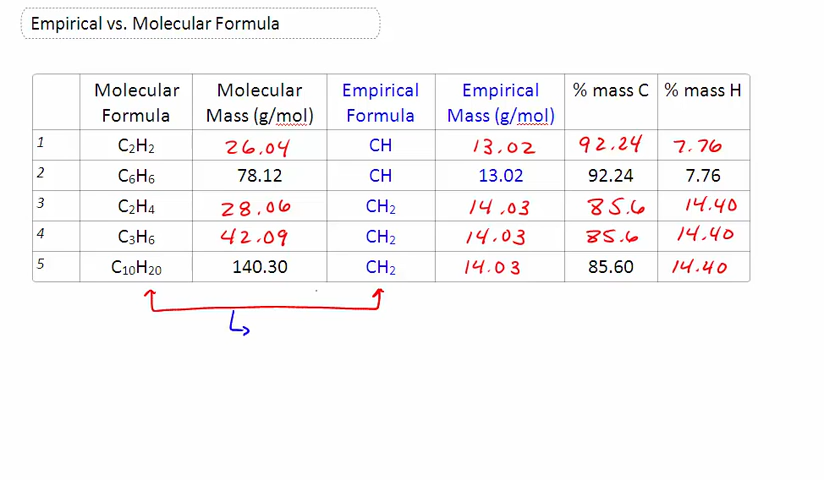 Empirical vs. Molecular Formula
Molecular Formula Molecular Mass (g/mol) Empirical Formula Empirical Mass (g/mol) % mass C % mass H
1 C₂H₂ 26.04 CH 13.02 92.24 7.76
2 C₆H₆ 78.12 CH 13.02 92.24 7.76
3 C₂H₄ 28.06 CH₂ 14.03 85.6 14.40
4 C₃H₆ 42.09 CH₂ 14.03 85.6 14.40
5 C₁₀H₂₀ 140.30 CH₂ 14.03 85.60 14.40